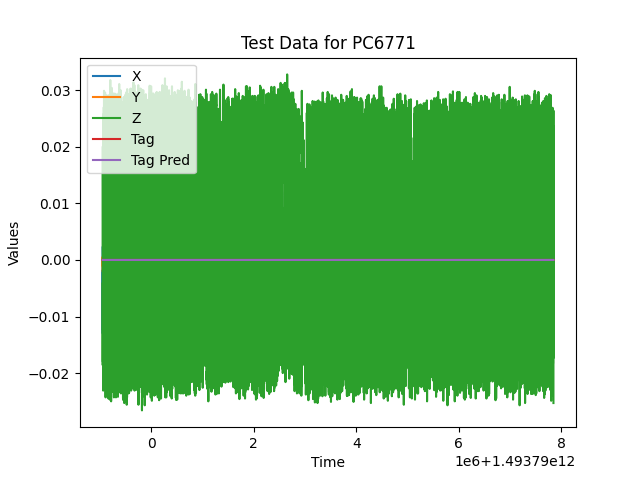 Test Data for PC6771
X
Y
Z
Tag
Tag Pred
0.03
0.02
0.01
0.00
−0.01
−0.02
Values
0 2 4 6 8
Time
1e6+1.49379e12